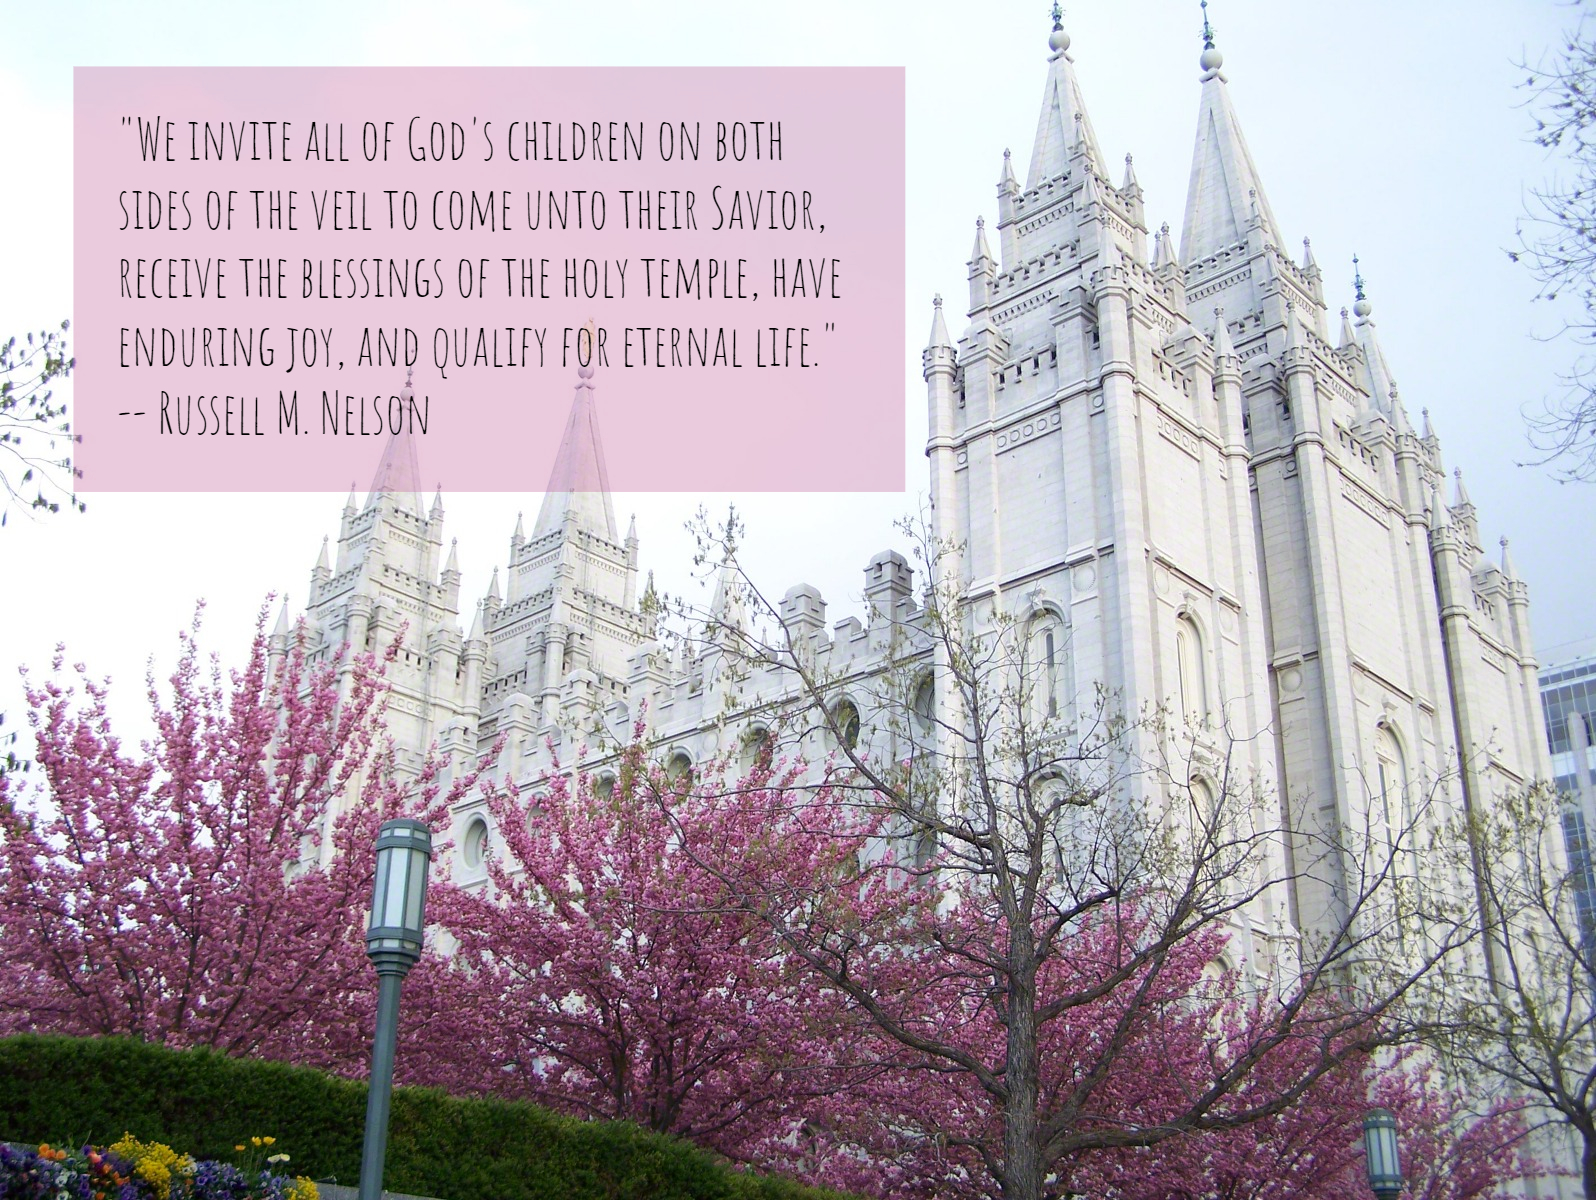 "We invite all of God's children on both
sides of the veil to come unto their Savior,
receive the blessings of the holy temple, have
enduring joy, and qualify for eternal life."
-- Russell M. Nelson